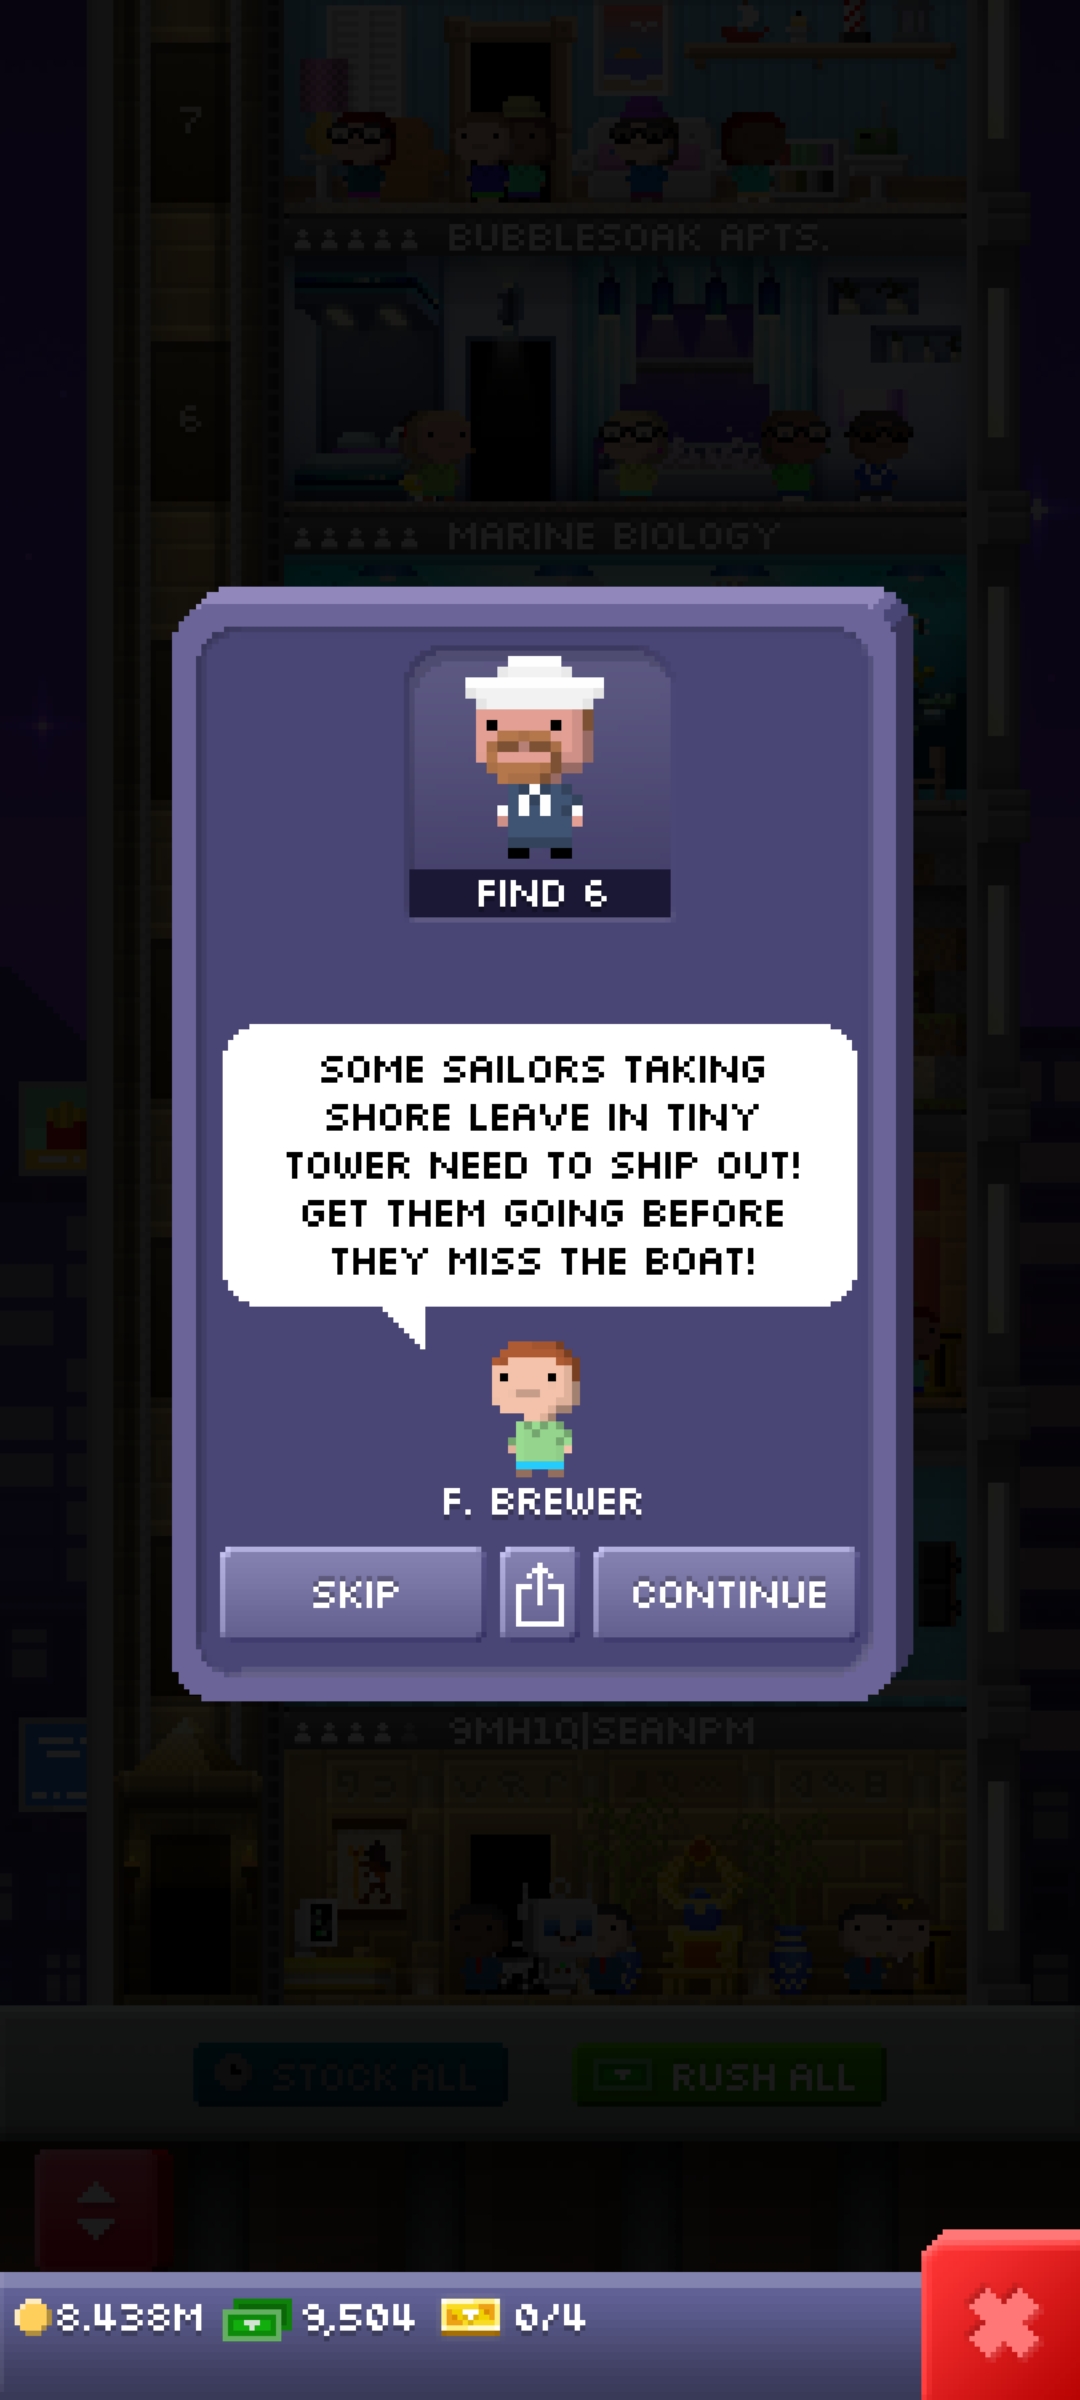 7
BUBBLESOAK APTS.
6
MARINE BIOLOGY
FIND 6
SOME SAILORS TAKING
SHORE LEAVE IN TINY
TOWER NEED TO SHIP OUT!
GET THEM GOING BEFORE
THEY MISS THE BOAT!
F. BREWER
SKIP
CONTINUE
9MH1Q|SEANPM
STOCK ALL
RUSH ALL
8.438M
9,504
0/4